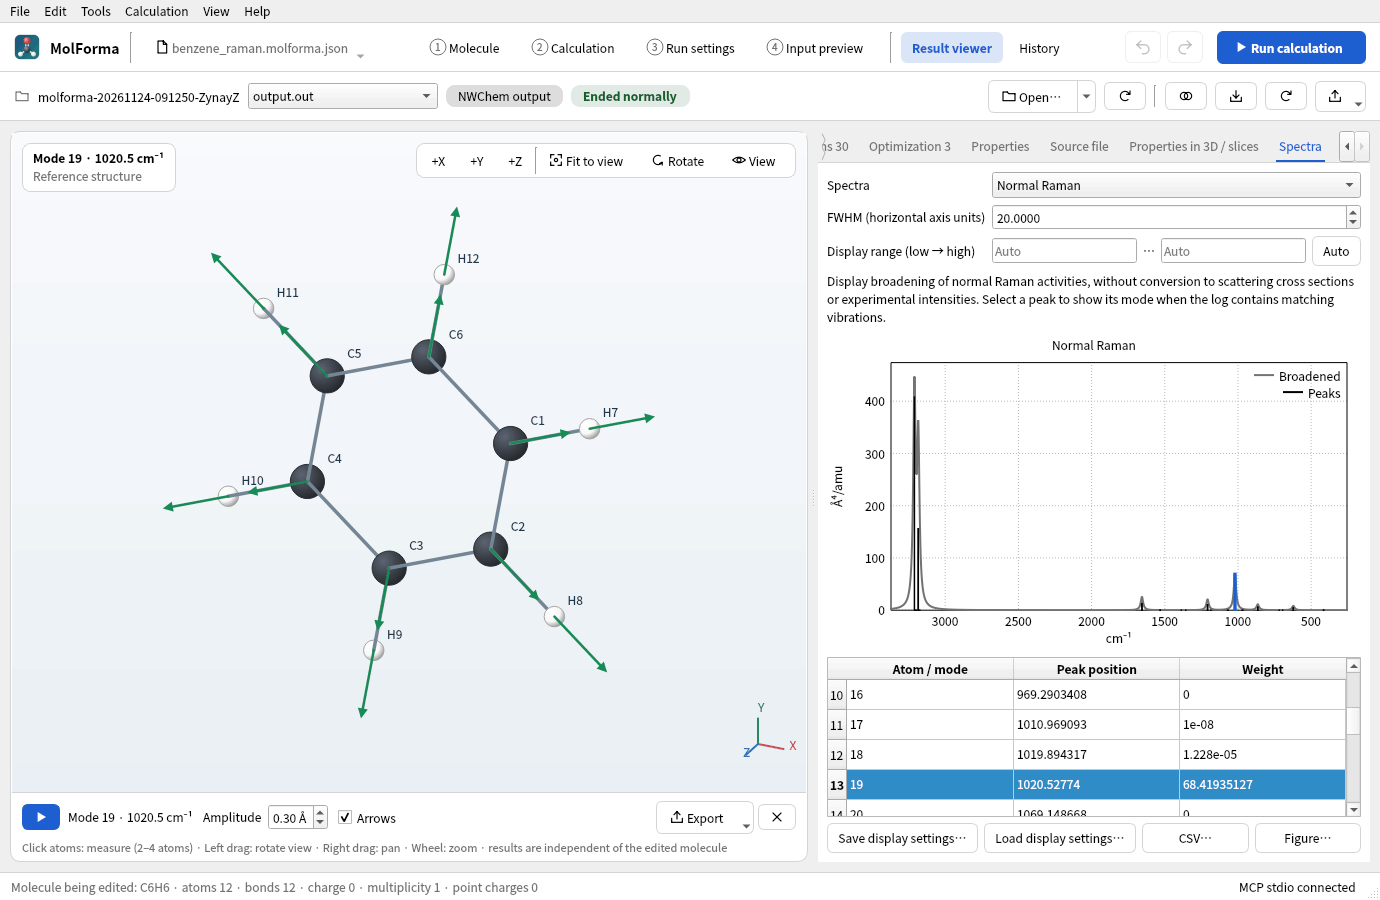 File Edit Tools Calculation View Help
MolForma
benzene_raman.molforma.json
1 Molecule
2 Calculation
3 Run settings
4 Input preview
Result viewer
History
Run calculation
molforma-20261124-091250-ZynayZ
output.out
NWChem output
Ended normally
Open⋯
Mode 19 · 1020.5 cm⁻¹
Reference structure
+X +Y +Z
Fit to view
Rotate
View
H12
H11
C6
C5
H7
C1
C4
H10
C2
C3
H8
H9
Y
X
Z
Mode 19 · 1020.5 cm⁻¹
Amplitude
0.30 Å
Arrows
Export
Click atoms: measure (2–4 atoms) · Left drag: rotate view · Right drag: pan · Wheel: zoom · results are independent of the edited molecule
ns 30
Optimization 3
Properties
Source file
Properties in 3D / slices
Spectra
Spectra
Normal Raman
FWHM (horizontal axis units)
20.0000
Display range (low → high)
Auto ⋯ Auto
Auto
Display broadening of normal Raman activities, without conversion to scattering cross sections
or experimental intensities. Select a peak to show its mode when the log contains matching
vibrations.
Normal Raman
Broadened
Peaks
Å⁴/amu
400
300
200
100
0
3000 2500 2000 1500 1000 500
cm⁻¹
Atom / mode Peak position Weight
10 16 969.2903408 0
11 17 1010.969093 1e-08
12 18 1019.894317 1.228e-05
13 19 1020.52774 68.41935127
14 20 1069.148668 0
Save display settings⋯
Load display settings⋯
CSV⋯
Figure⋯
Molecule being edited: C6H6 · atoms 12 · bonds 12 · charge 0 · multiplicity 1 · point charges 0
MCP stdio connected